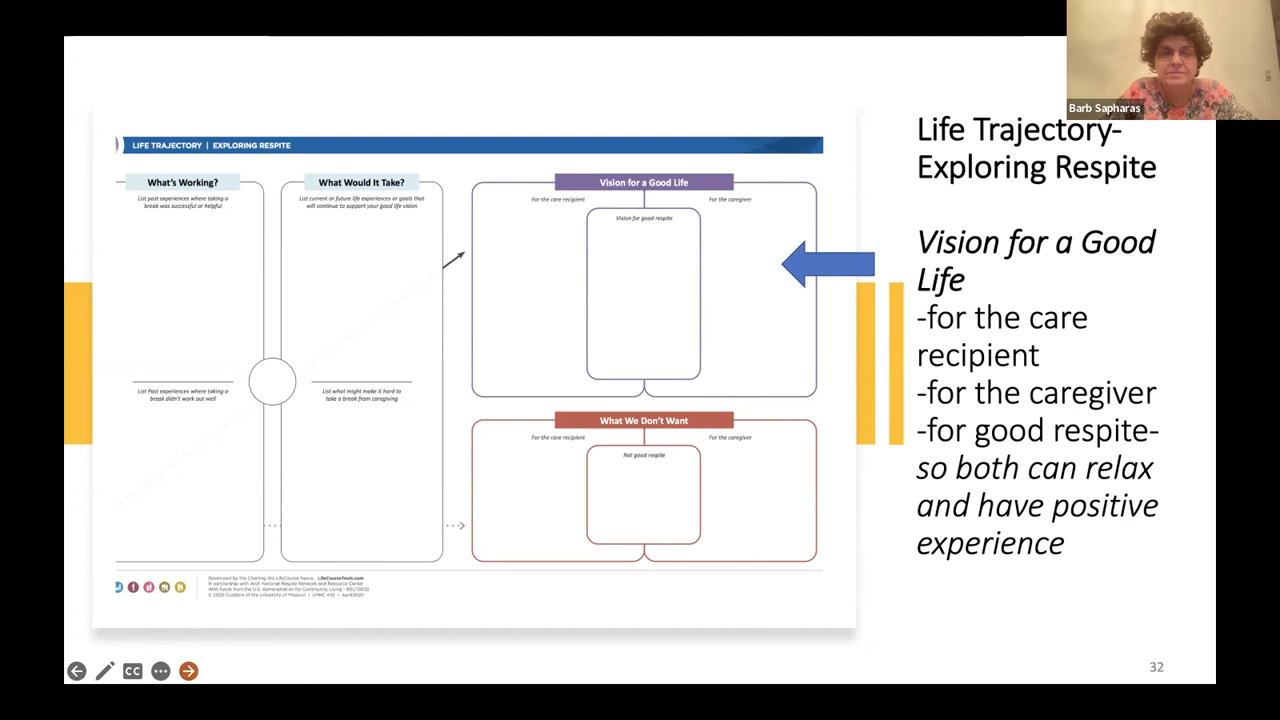 Barb Sapharas
LIFE TRAJECTORY | EXPLORING RESPITE
What's Working?
List past experiences where taking a
break was successful or helpful
List Past experiences where taking a
break didn't work out well
What Would It Take?
List current or future life experiences or goals that
will continue to support your good life vision
List what might make it hard to
take a break from caregiving
Vision for a Good Life
For the care recipient
For the caregiver
Vision for good respite
What We Don't Want
For the care recipient
For the caregiver
Not good respite
Developed by the Charting the LifeCourse Nexus - LifeCourseTools.com
In partnership with Arch National Respite Network and Resource Center
With funds from the U.S. Administration for Community Living -
© 2020 Curators of the University of Missouri | UMKC IHD • April2020
Life Trajectory-
Exploring Respite
Vision for a Good
Life
-for the care
recipient
-for the caregiver
-for good respite-
so both can relax
and have positive
experience
CC
32